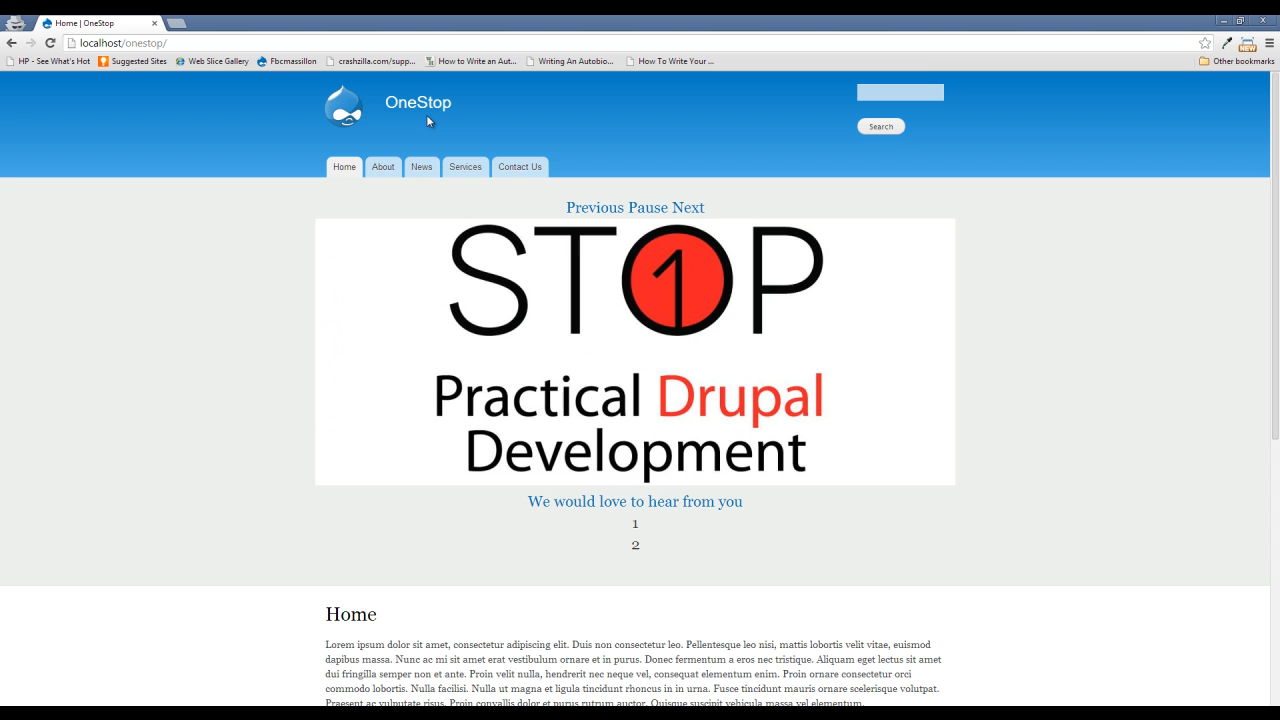 Home | OneStop
localhost/onestop/
NEW
HP - See What's Hot
Suggested Sites
Web Slice Gallery
Fbcmassillon
crashzilla.com/supp...
How to Write an Aut...
Writing An Autobio...
How To Write Your ...
Other bookmarks
OneStop
Search
Home
About
News
Services
Contact Us
Previous Pause Next
STOP
1
Practical Drupal
Development
We would love to hear from you
1
2
Home
Lorem ipsum dolor sit amet, consectetur adipiscing elit. Duis non consectetur leo. Pellentesque leo nisi, mattis lobortis velit vitae, euismod
dapibus massa. Nunc ac mi sit amet erat vestibulum ornare et in purus. Donec fermentum a eros nec tristique. Aliquam eget lectus sit amet
dui fringilla semper non et ante. Proin velit nulla, hendrerit nec neque vel, consequat elementum enim. Proin ornare consectetur orci
commodo lobortis. Nulla facilisi. Nulla ut magna et ligula tincidunt rhoncus in in urna. Fusce tincidunt mauris ornare scelerisque volutpat.
Praesent ac vulputate risus. Proin convallis dolor et purus rutrum auctor. Quisque suscipit vehicula massa vel elementum.